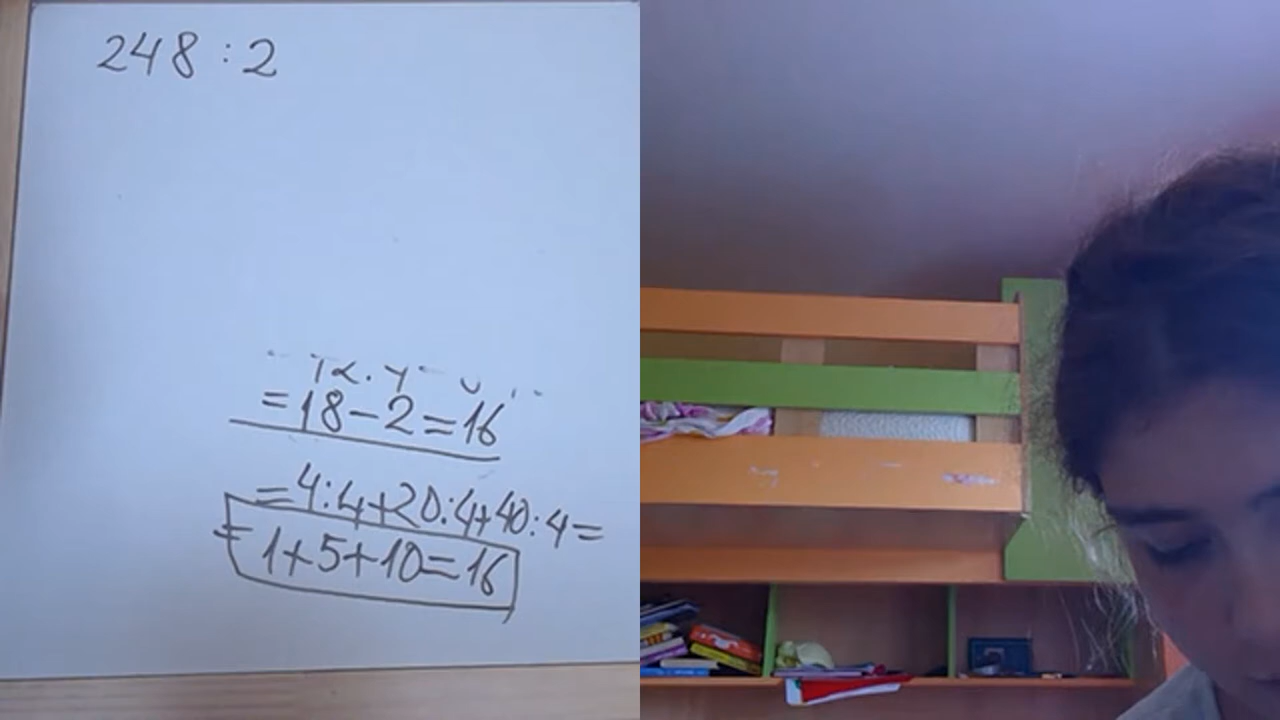 248 : 2
= 18 - 2 = 16
= 4 : 4 + 20 : 4 + 40 : 4 =
= 1 + 5 + 10 = 16